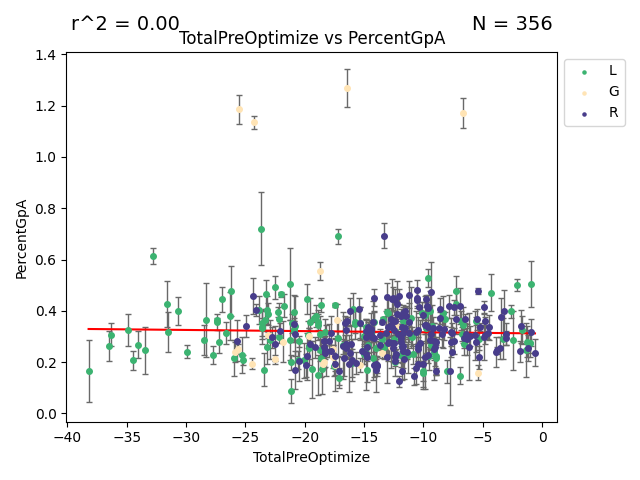 r^2 = 0.00
N = 356
TotalPreOptimize vs PercentGpA
1.4
1.2
1.0
0.8
0.6
0.4
0.2
0.0
PercentGpA
L
G
R
−40
−35
−30
−25
−20
−15
−10
−5
0
TotalPreOptimize